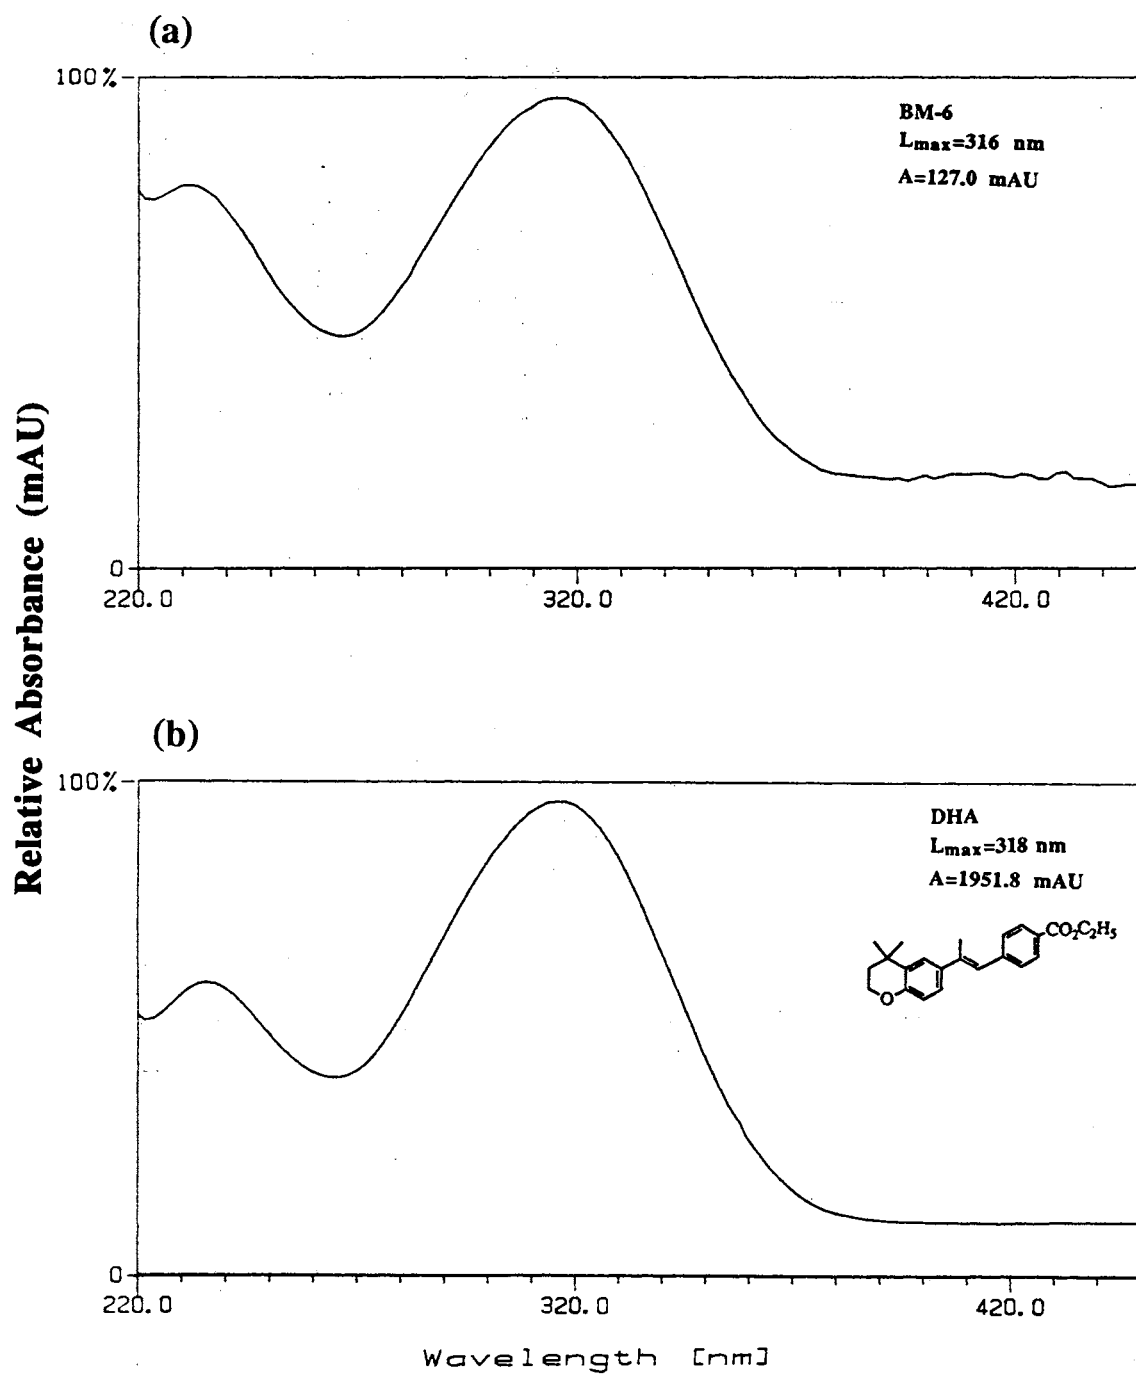 (a)
100%
BM-6
Lmax=316 nm
A=127.0 mAU
Relative Absorbance (mAU)
0
220.0 320.0 420.0
(b)
100%
DHA
Lmax=318 nm
A=1951.8 mAU
CO2C2H5
O
0
220.0 320.0 420.0
Wavelength [nm]